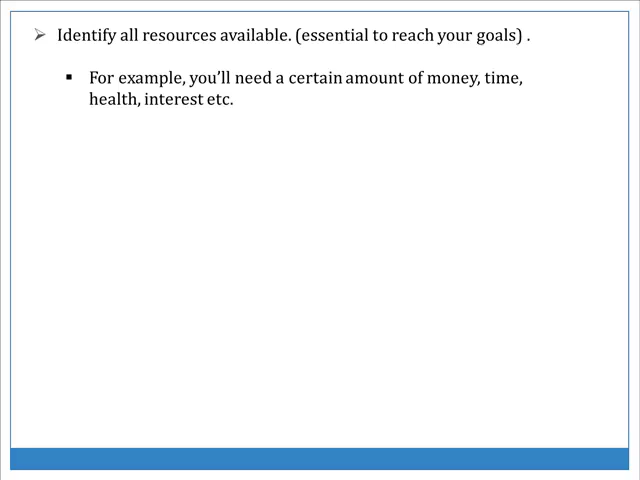 ➢ Identify all resources available. (essential to reach your goals) .
▪ For example, you’ll need a certain amount of money, time,
health, interest etc.